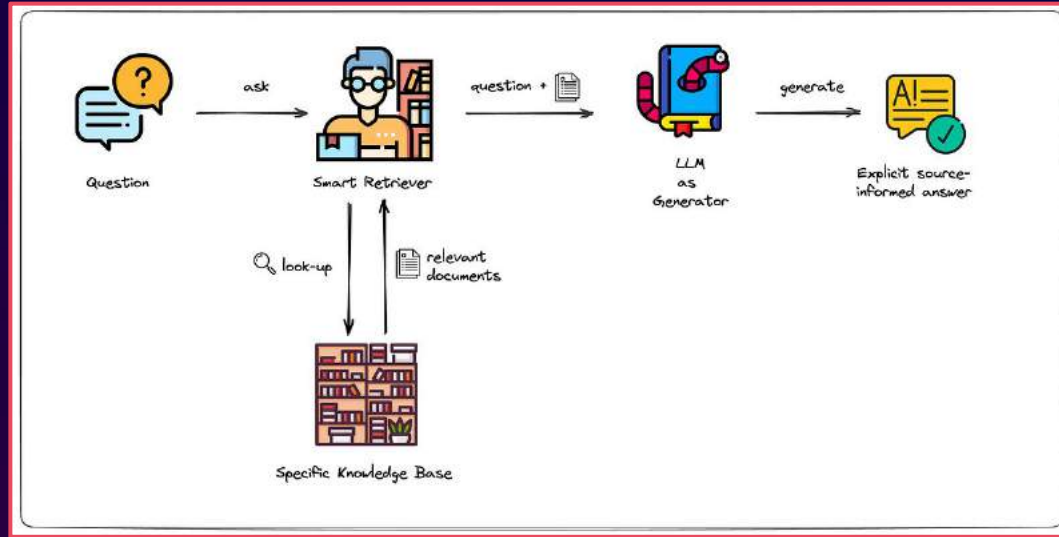 ?
ask
question +
generate
A!
Question
Smart Retriever
LLM
as
Generator
Explicit source-
informed answer
look-up
relevant
documents
Specific Knowledge Base